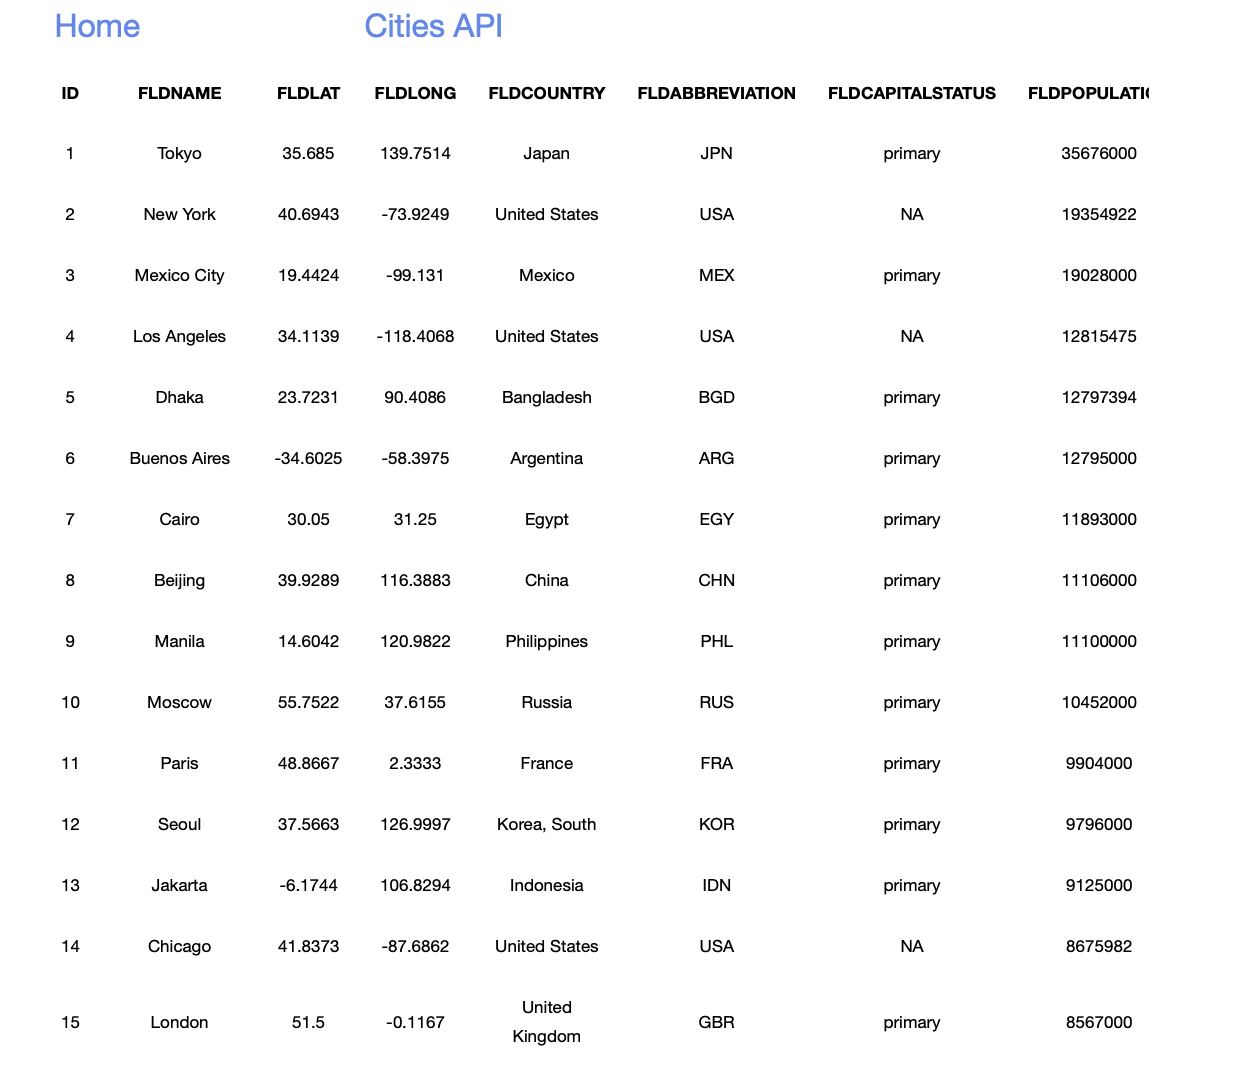 Home Cities API
ID FLDNAME FLDLAT FLDLONG FLDCOUNTRY FLDABBREVIATION FLDCAPITALSTATUS FLDPOPULATI
1 Tokyo 35.685 139.7514 Japan JPN primary 35676000
2 New York 40.6943 -73.9249 United States USA NA 19354922
3 Mexico City 19.4424 -99.131 Mexico MEX primary 19028000
4 Los Angeles 34.1139 -118.4068 United States USA NA 12815475
5 Dhaka 23.7231 90.4086 Bangladesh BGD primary 12797394
6 Buenos Aires -34.6025 -58.3975 Argentina ARG primary 12795000
7 Cairo 30.05 31.25 Egypt EGY primary 11893000
8 Beijing 39.9289 116.3883 China CHN primary 11106000
9 Manila 14.6042 120.9822 Philippines PHL primary 11100000
10 Moscow 55.7522 37.6155 Russia RUS primary 10452000
11 Paris 48.8667 2.3333 France FRA primary 9904000
12 Seoul 37.5663 126.9997 Korea, South KOR primary 9796000
13 Jakarta -6.1744 106.8294 Indonesia IDN primary 9125000
14 Chicago 41.8373 -87.6862 United States USA NA 8675982
15 London 51.5 -0.1167 United Kingdom GBR primary 8567000